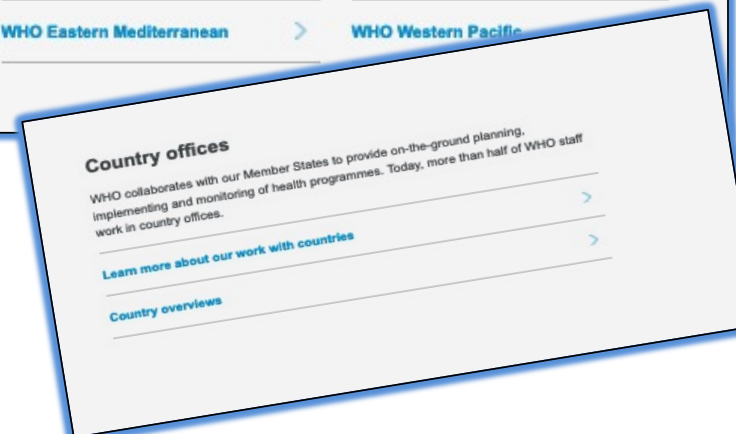 WHO Eastern Mediterranean
WHO Western Pacific
Country offices
WHO collaborates with our Member States to provide on-the-ground planning,
implementing and monitoring of health programmes. Today, more than half of WHO staff
work in country offices.
Learn more about our work with countries
Country overviews